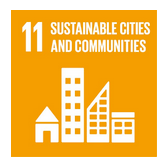 11 SUSTAINABLE CITIES
AND COMMUNITIES